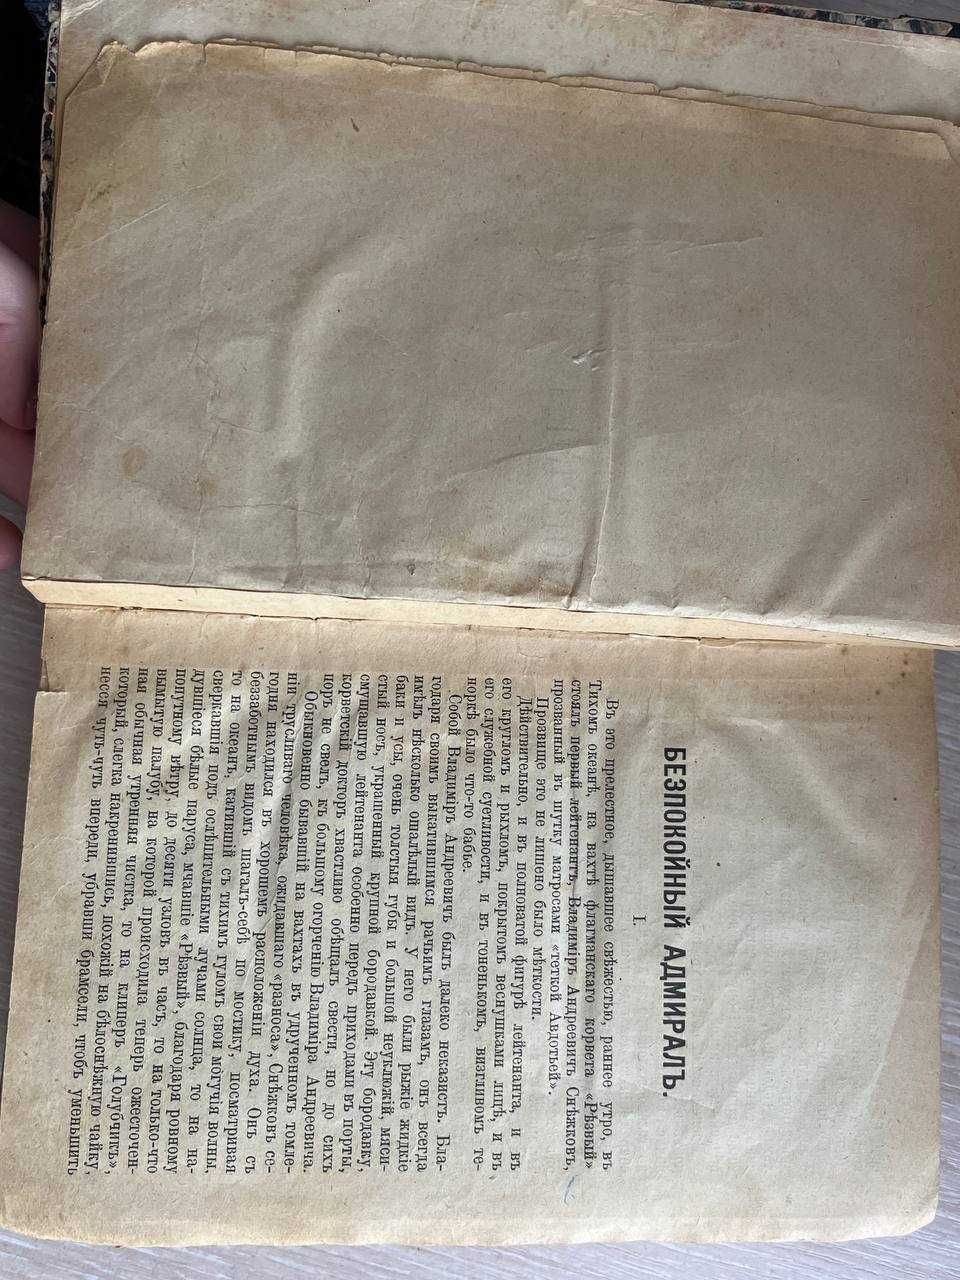 БЕЗПОКОЙНЫЙ АДМИРАЛЪ.
I.
Въ это прелестное, дышавшее свѣжестью, раннее утро, въ
Тихомъ океанѣ, на вахтѣ флагманскаго корвета «Рѣзвый»
стоялъ первый лейтенантъ, Владиміръ Андреевичъ Снѣжковъ,
прозванный въ шутку матросами «теткой Авдотьей».
Прозвище это не лишено было мѣткости.
Дѣйствительно, и въ полноватой фигурѣ лейтенанта, и въ
его кругломъ и рыхломъ, покрытомъ веснушками лицѣ, и въ
его служебной суетливости, и въ тоненькомъ, визгливомъ те-
норкѣ было что-то бабье.
Собой Владиміръ Андреевичъ былъ далеко неказистъ. Бла-
годаря своимъ выкатившимся рачьимъ глазамъ, онъ всегда
имѣлъ нѣсколько ошалѣлый видъ. У него были рыжіе жидкіе
баки и усы, очень толстыя губы и большой неуклюжій мяси-
стый носъ, украшенный крупной бородавкой. Эту бородавку,
смущавшую лейтенанта особенно передъ приходами въ порты,
корветскій докторъ хвастливо обѣщалъ свести, но до сихъ
поръ не свелъ, къ большому огорченію Владиміра Андреевича.
Обыкновенно бывавшій на вахтахъ въ удрученномъ томле-
ніи трусливаго человѣка, ожидавшаго «разноса», Снѣжковъ се-
годня находился въ хорошемъ расположеніи духа. Онъ съ
беззаботнымъ видомъ шагалъ-себѣ по мостику, посматривая
то на океанъ, катившій съ тихимъ гуломъ свои могучія волны,
сверкавшія подъ ослѣпительными лучами солнца, то на на-
дувшіеся бѣлые паруса, мчавшіе «Рѣзвый», благодаря ровному
попутному вѣтру, до десяти узловъ въ часъ, то на только-что
вымытую палубу, на которой происходила теперь ожесточен-
ная обычная утренняя чистка, то на клиперъ «Голубчикъ»,
который, слегка накренившись, похожій на бѣлоснѣжную чайку,
несся чуть-чуть впереди, убравши брамсели, чтобъ уменьшить